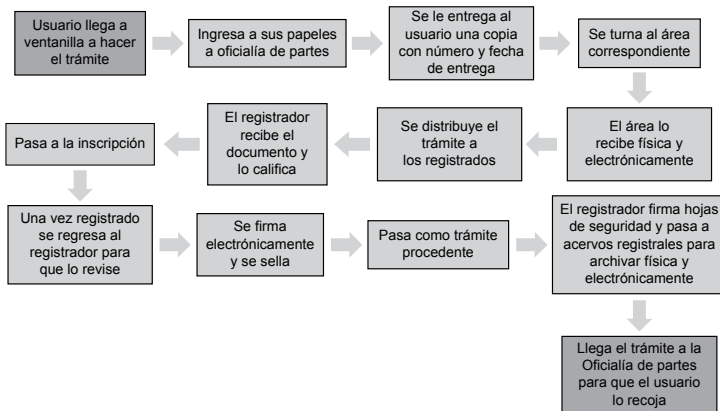 Usuario llega a
ventanilla a hacer
el trámite
Ingresa a sus papeles
a oficialía de partes
Se le entrega al
usuario una copia
con número y fecha
de entrega
Se turna al área
correspondiente
El área lo
recibe física y
electrónicamente
Se distribuye el
trámite a
los registrados
El registrador
recibe el
documento y
lo califica
Pasa a la inscripción
Una vez registrado
se regresa al
registrador para
que lo revise
Se firma
electrónicamente
y se sella
Pasa como trámite
procedente
El registrador firma hojas
de seguridad y pasa a
acervos registrales para
archivar física y
electrónicamente
Llega el trámite a la
Oficialía de partes
para que el usuario
lo recoja